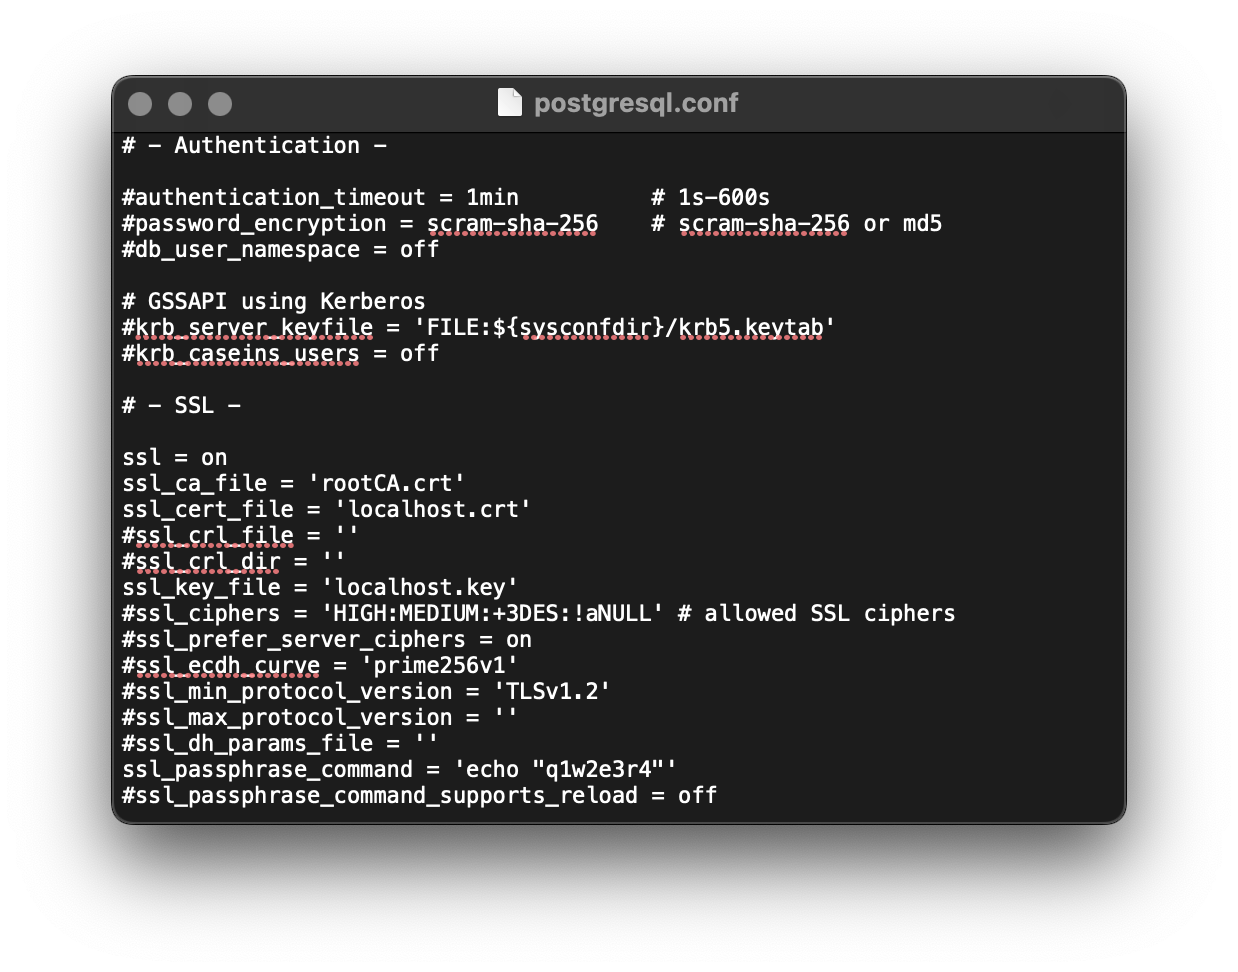 postgresql.conf
# - Authentication -
#authentication_timeout = 1min # 1s-600s
#password_encryption = scram-sha-256 # scram-sha-256 or md5
#db_user_namespace = off
# GSSAPI using Kerberos
#krb_server_keyfile = 'FILE:${sysconfdir}/krb5.keytab'
#krb_caseins_users = off
# - SSL -
ssl = on
ssl_ca_file = 'rootCA.crt'
ssl_cert_file = 'localhost.crt'
#ssl_crl_file = ''
#ssl_crl_dir = ''
ssl_key_file = 'localhost.key'
#ssl_ciphers = 'HIGH:MEDIUM:+3DES:!aNULL' # allowed SSL ciphers
#ssl_prefer_server_ciphers = on
#ssl_ecdh_curve = 'prime256v1'
#ssl_min_protocol_version = 'TLSv1.2'
#ssl_max_protocol_version = ''
#ssl_dh_params_file = ''
ssl_passphrase_command = 'echo "q1w2e3r4"'
#ssl_passphrase_command_supports_reload = off